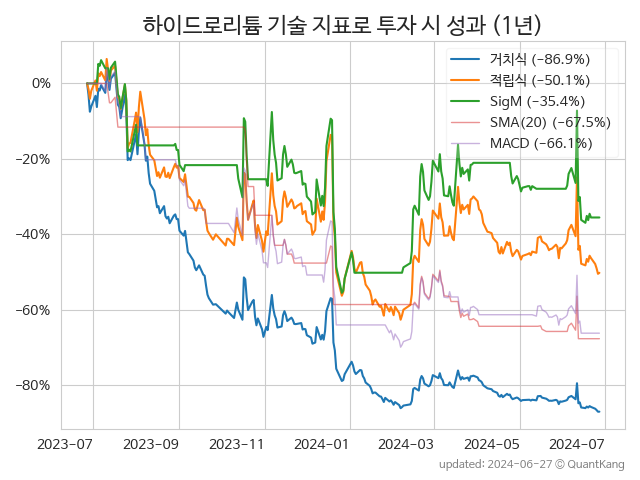 하이드로리튬 기술 지표로 투자 시 성과 (1년)
거치식 (−86.9%)
적립식 (−50.1%)
SigM (−35.4%)
SMA(20) (−67.5%)
MACD (−66.1%)
0%
−20%
−40%
−60%
−80%
2023-07 2023-09 2023-11 2024-01 2024-03 2024-05 2024-07
updated: 2024-06-27 © QuantKang